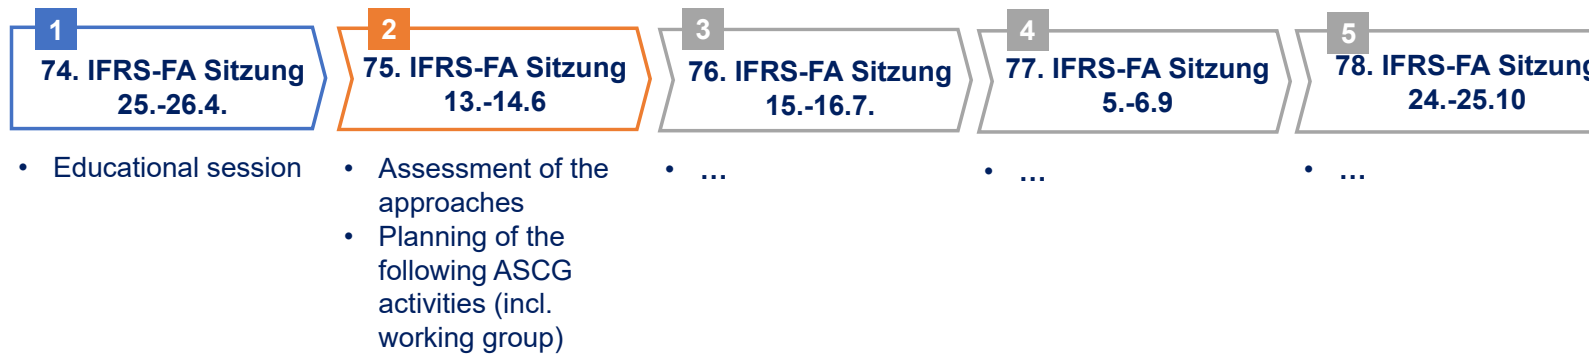 1
74. IFRS-FA Sitzung
25.-26.4.
• Educational session
2
75. IFRS-FA Sitzung
13.-14.6
• Assessment of the
approaches
• Planning of the
following ASCG
activities (incl.
working group)
3
76. IFRS-FA Sitzung
15.-16.7.
• ...
4
77. IFRS-FA Sitzung
5.-6.9
• ...
5
78. IFRS-FA Sitzung
24.-25.10
• ...